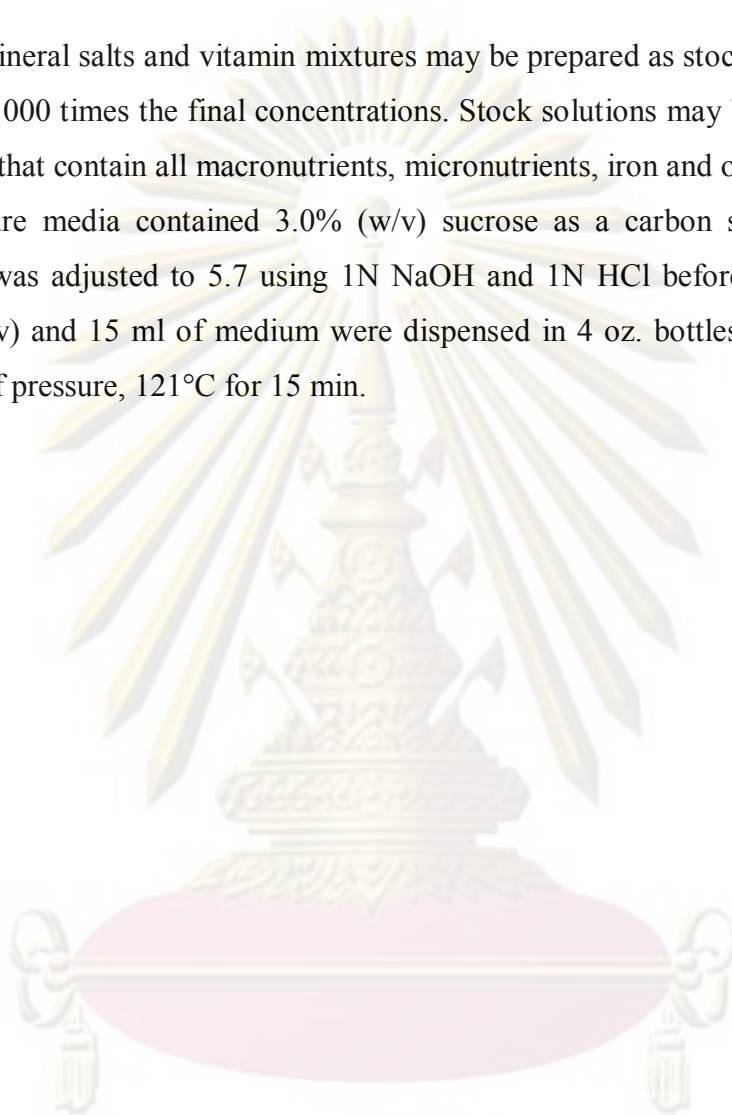 ineral salts and vitamin mixtures may be prepared as stoc
000 times the final concentrations. Stock solutions may
that contain all macronutrients, micronutrients, iron and o
re media contained 3.0% (w/v) sucrose as a carbon s
was adjusted to 5.7 using 1N NaOH and 1N HCl before
v) and 15 ml of medium were dispensed in 4 oz. bottles
f pressure, 121°C for 15 min.